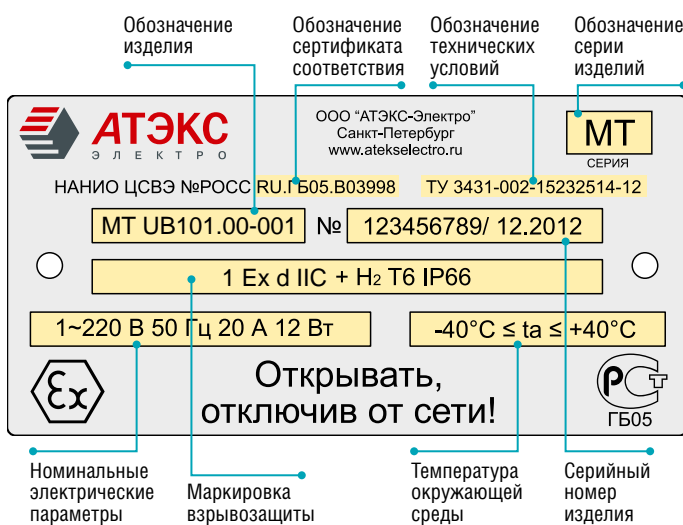 Обозначение
изделия
Обозначение
сертификата
соответствия
Обозначение
технических
условий
Обозначение
серии
изделий
АТЭКС
ЭЛЕКТРО
ООО “АТЭКС-Электро”
Санкт-Петербург
www.atekselectro.ru
МТ
СЕРИЯ
НАНИО ЦСВЭ №РОСС RU.ГБ05.В03998 ТУ 3431-002-15232514-12
МТ UB101.00-001 № 123456789/ 12.2012
1 Ex d IIC + H2 T6 IP66
1~220 В 50 Гц 20 А 12 Вт -40°C ≤ ta ≤ +40°C
Ex
Открывать,
отключив от сети!
РСТ
ГБ05
Номинальные
электрические
параметры
Маркировка
взрывозащиты
Температура
окружающей
среды
Серийный
номер
изделия